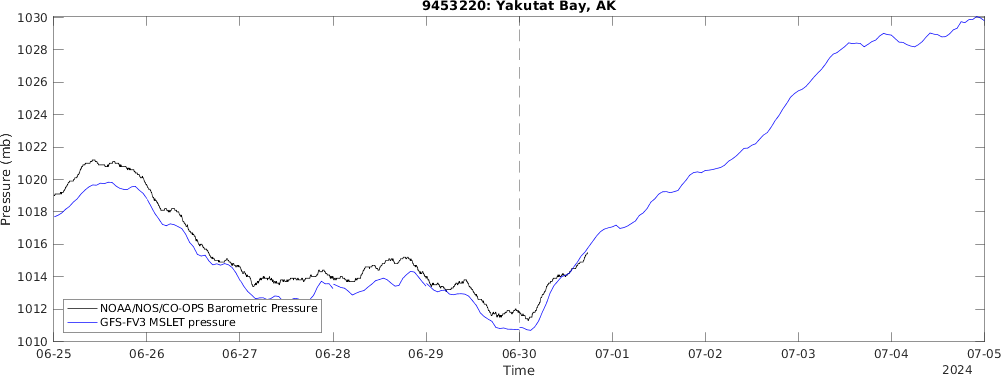 9453220: Yakutat Bay, AK
1030
1028
1026
1024
1022
1020
1018
1016
1014
1012
1010
Pressure (mb)
NOAA/NOS/CO-OPS Barometric Pressure
GFS-FV3 MSLET pressure
06-25 06-26 06-27 06-28 06-29 06-30 07-01 07-02 07-03 07-04 07-05
Time
2024